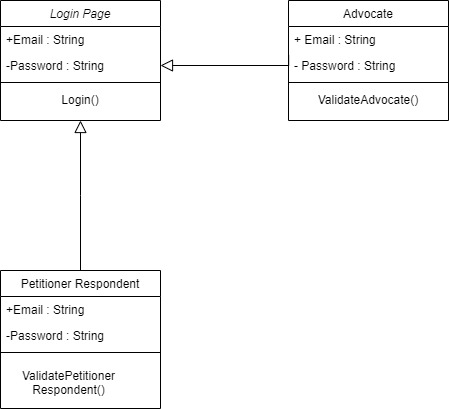 Login Page
+Email : String
-Password : String
Login()
Advocate
+ Email : String
- Password : String
ValidateAdvocate()
Petitioner Respondent
+Email : String
-Password : String
ValidatePetitioner
Respondent()